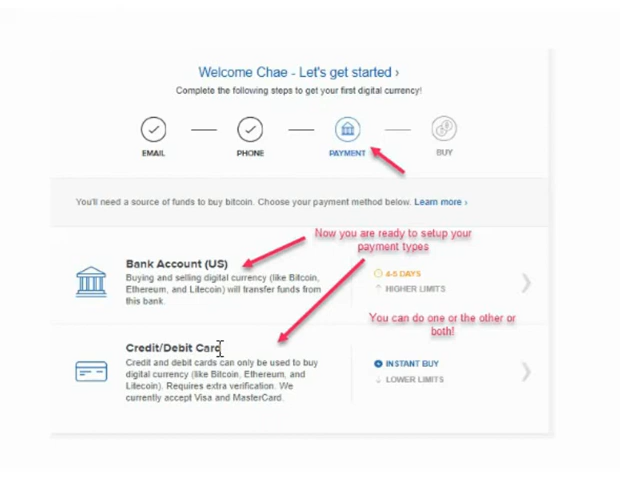 Welcome Chae - Let's get started ›
Complete the following steps to get your first digital currency!
EMAIL PHONE PAYMENT BUY
You'll need a source of funds to buy bitcoin. Choose your payment method below. Learn more ›
Now you are ready to setup your
payment types
Bank Account (US)
Buying and selling digital currency (like Bitcoin,
Ethereum, and Litecoin) will transfer funds from
this bank.
4-5 DAYS
HIGHER LIMITS
You can do one or the other or
both!
Credit/Debit Card
Credit and debit cards can only be used to buy
digital currency (like Bitcoin, Ethereum, and
Litecoin). Requires extra verification. We
currently accept Visa and MasterCard.
INSTANT BUY
LOWER LIMITS